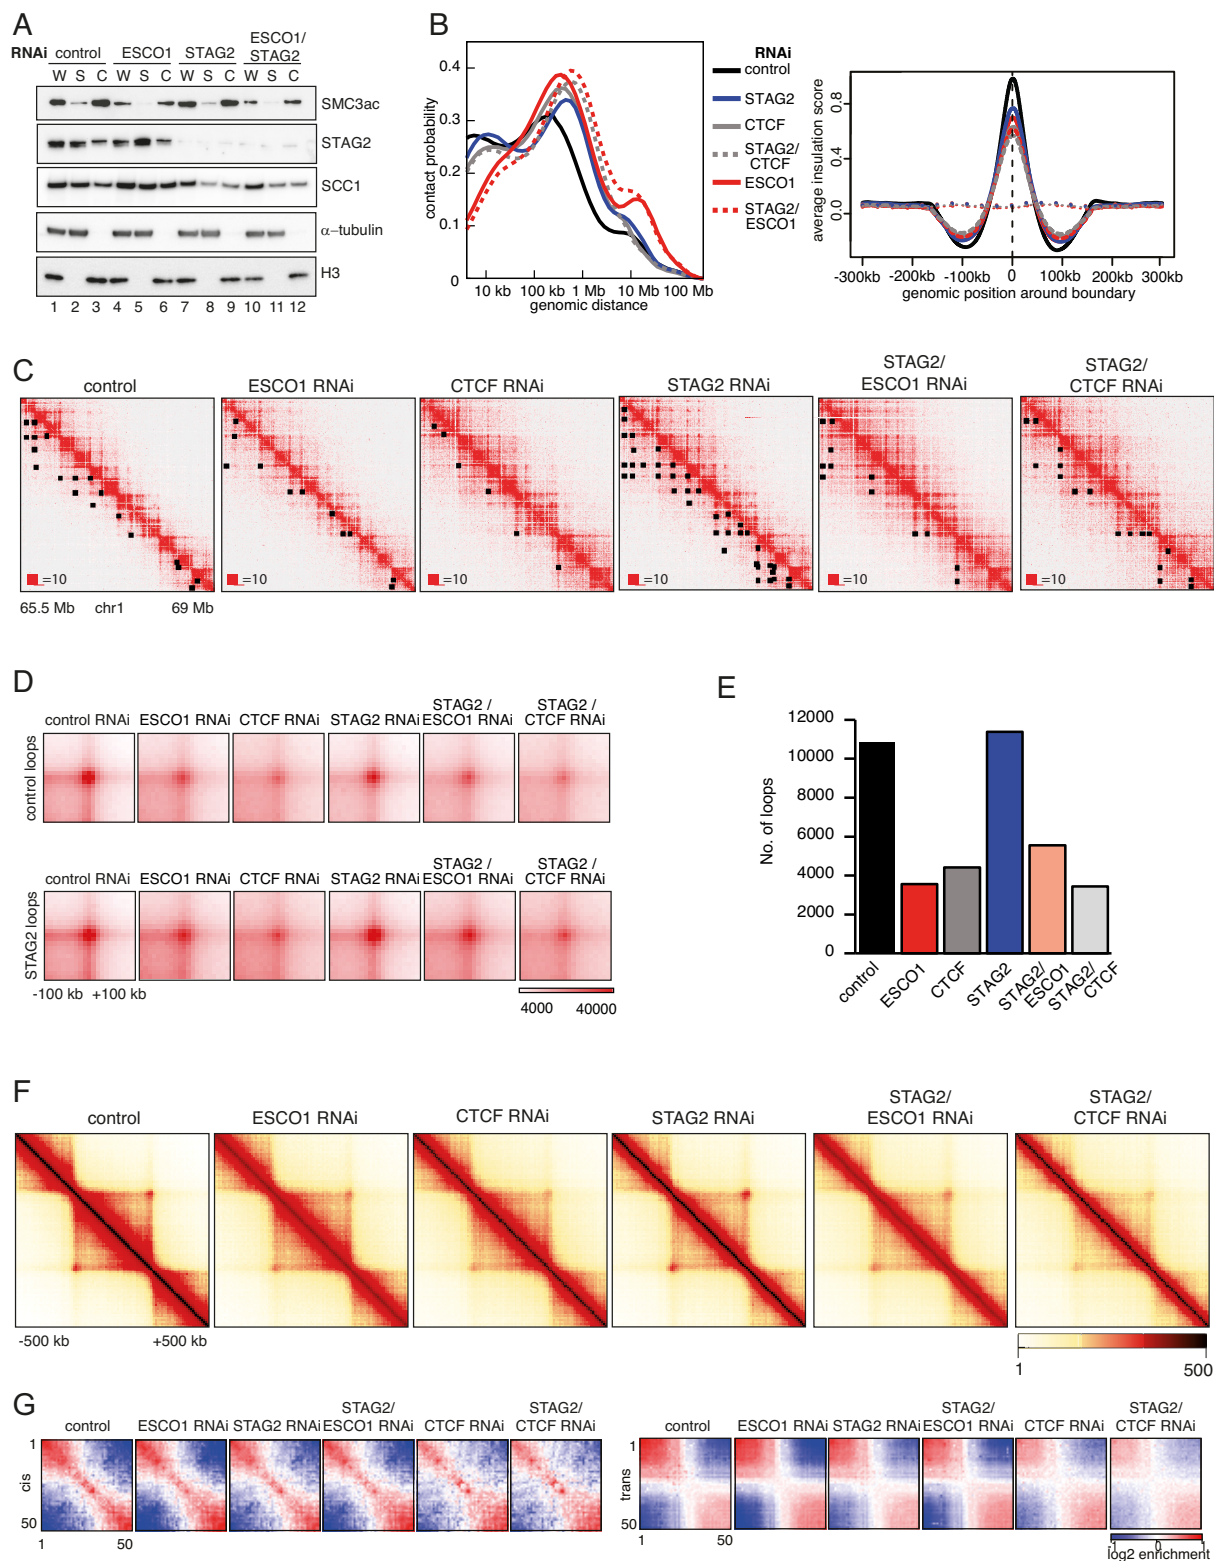 A
RNAi control ESCO1 STAG2 ESCO1/
STAG2
W S C W S C W S C W S C
SMC3ac
STAG2
SCC1
α–tubulin
H3
1 2 3 4 5 6 7 8 9 10 11 12
B
contact probability
0.4
0.3
0.2
0.1
0
10 kb 100 kb 1 Mb 10 Mb 100 Mb
genomic distance
RNAi
control
STAG2
CTCF
STAG2/
CTCF
ESCO1
STAG2/
ESCO1
average insulation score
0.8
0.4
0.0
-300kb -200kb -100kb 0 100kb 200kb 300kb
genomic position around boundary
C
control
ESCO1 RNAi
CTCF RNAi
STAG2 RNAi
STAG2/
ESCO1 RNAi
STAG2/
CTCF RNAi
=10 =10 =10 =10 =10 =10
65.5 Mb chr1 69 Mb
D
control RNAi ESCO1 RNAi CTCF RNAi STAG2 RNAi STAG2 /
ESCO1 RNAi STAG2 /
CTCF RNAi
control loops
control RNAi ESCO1 RNAi CTCF RNAi STAG2 RNAi STAG2 /
ESCO1 RNAi STAG2 /
CTCF RNAi
STAG2 loops
-100 kb +100 kb
4000 40000
E
No. of loops
12000
10000
8000
6000
4000
2000
0
control
ESCO1
CTCF
STAG2
STAG2/
ESCO1
STAG2/
CTCF
F
control
ESCO1 RNAi
CTCF RNAi
STAG2 RNAi
STAG2/
ESCO1 RNAi
STAG2/
CTCF RNAi
-500 kb +500 kb
1 500
G
control ESCO1 RNAi STAG2 RNAi STAG2/
ESCO1 RNAi CTCF RNAi STAG2/
CTCF RNAi
1
cis
50
1 50
control ESCO1 RNAi STAG2 RNAi STAG2/
ESCO1 RNAi CTCF RNAi STAG2/
CTCF RNAi
1
trans
50
1 50
-1 0 1
log2 enrichment